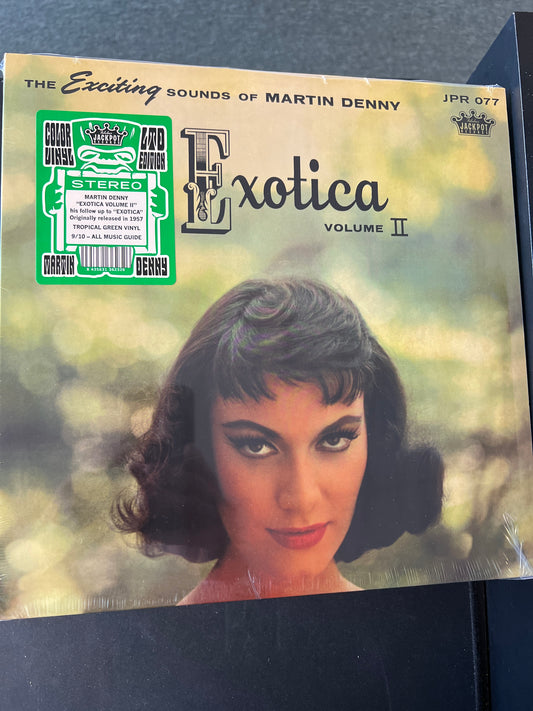 THE Exciting SOUNDS OF MARTIN DENNY
JPR 077
JACKPOT
RECORDS
Exotica
VOLUME II
COLOR VINYL
JACKPOT
LTD EDITION
STEREO
MARTIN DENNY
"EXOTICA VOLUME II"
his follow up to "EXOTICA"
Originally released in 1957
TROPICAL GREEN VINYL
9/10 – ALL MUSIC GUIDE
MARTIN
DENNY